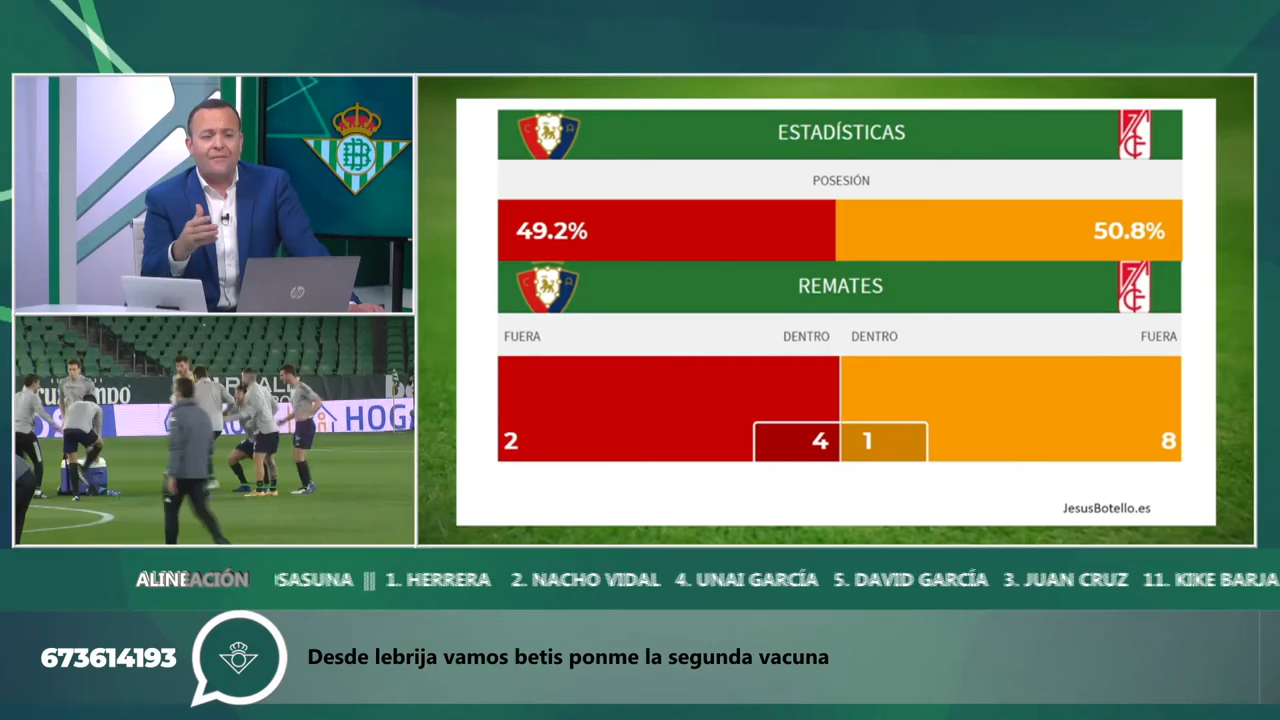 ESTADÍSTICAS
POSESIÓN
49.2% 50.8%
REMATES
FUERA DENTRO DENTRO FUERA
2 4 1 8
JesusBotello.es
HOG
hp
ALINEACIÓN SASUNA || 1. HERRERA 2. NACHO VIDAL 4. UNAI GARCÍA 5. DAVID GARCÍA 3. JUAN CRUZ 11. KIKE BARJA
673614193 Desde lebrija vamos betis ponme la segunda vacuna